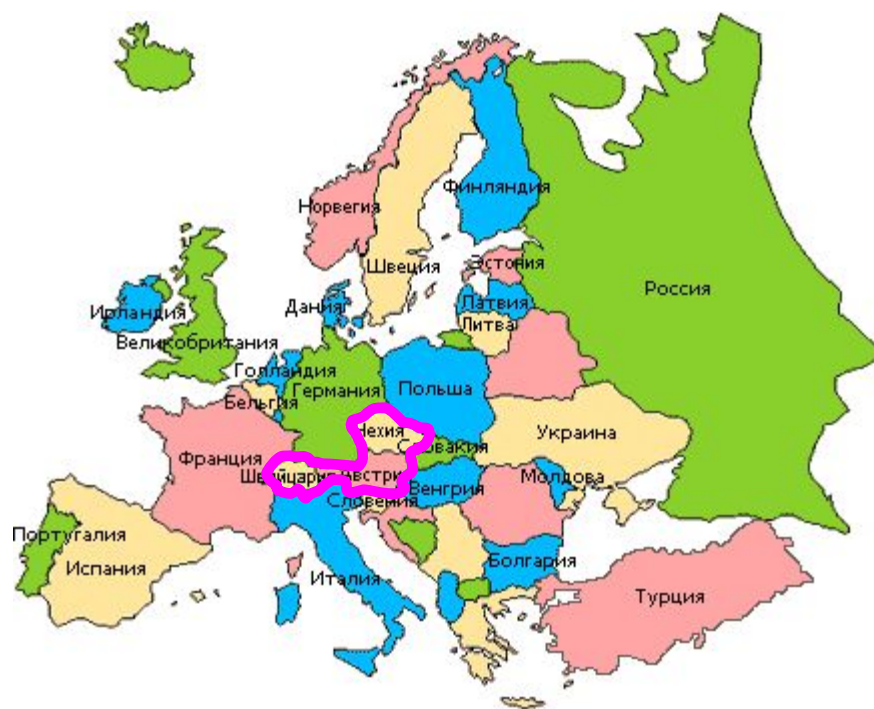 Финляндия
Норвегия
Швеция
Эстония
Россия
Латвия
Дания
Ирландия
Литва
Великобритания
Голландия
Германия
Польша
Бельгия
Чехия
Украина
Словакия
Франция
Швейцария
Австрия
Молдова
Венгрия
Словения
Португалия
Болгария
Испания
Италия
Турция